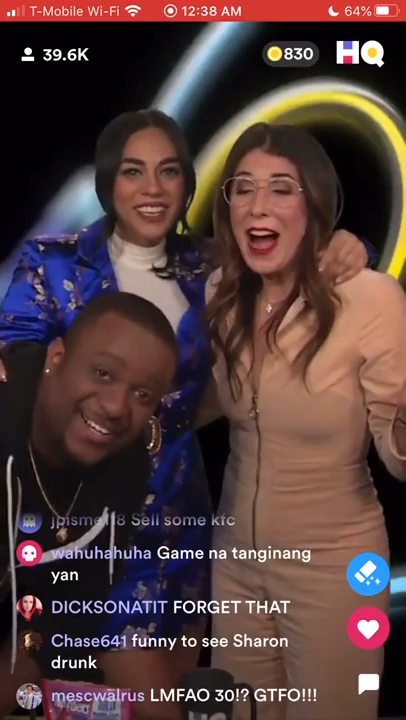 T-Mobile Wi-Fi 12:38 AM 64%
39.6K 830 HQ
jpisme118 Sell some kfc
wahuhahuha Game na tanginang
yan
DICKSONATIT FORGET THAT
Chase641 funny to see Sharon
drunk
mescwalrus LMFAO 30!? GTFO!!!